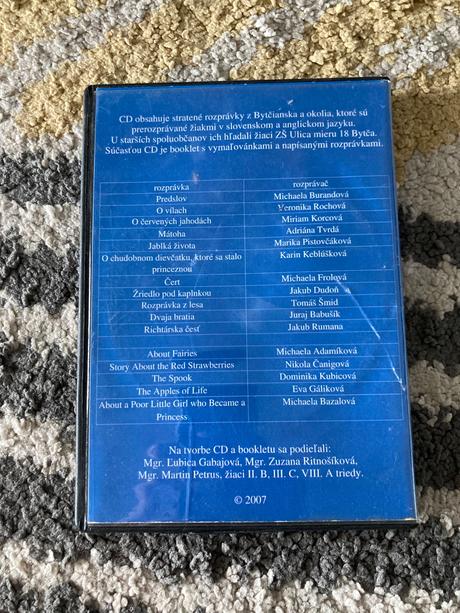 CD obsahuje stratené rozprávky z Bytčianska a okolia, ktoré sú
prerozprávané žiakmi v slovenskom a anglickom jazyku.
U starších spoluobčanov ich hľadali žiaci ZŠ Ulica mieru 18 Bytča.
Súčasťou CD je booklet s vymaľovánkami a napísanými rozprávkami.
rozprávka rozprávač
Predslov Michaela Burandová
O vílach Veronika Rochová
O červených jahodách Miriam Korcová
Mátoha Adriána Tvrdá
Jablká života Marika Pistovčáková
O chudobnom dievčatku, ktoré sa stalo Karin Keblúšková
princeznou
Čert Michaela Frolová
Žriedlo pod kaplnkou Jakub Dudoň
Rozprávka z lesa Tomáš Šmid
Dvaja bratia Juraj Babušík
Richtárska česť Jakub Rumana
About Fairies Michaela Adamíková
Story About the Red Strawberries Nikola Čanigová
The Spook Dominika Kubicová
The Apples of Life Eva Gáliková
About a Poor Little Girl who Became a Michaela Bazalová
Princess
Na tvorbe CD a bookletu sa podieľali:
Mgr. Ľubica Gabajová, Mgr. Zuzana Ritnošíková,
Mgr. Martin Petrus, žiaci II. B, III. C, VIII. A triedy.
© 2007